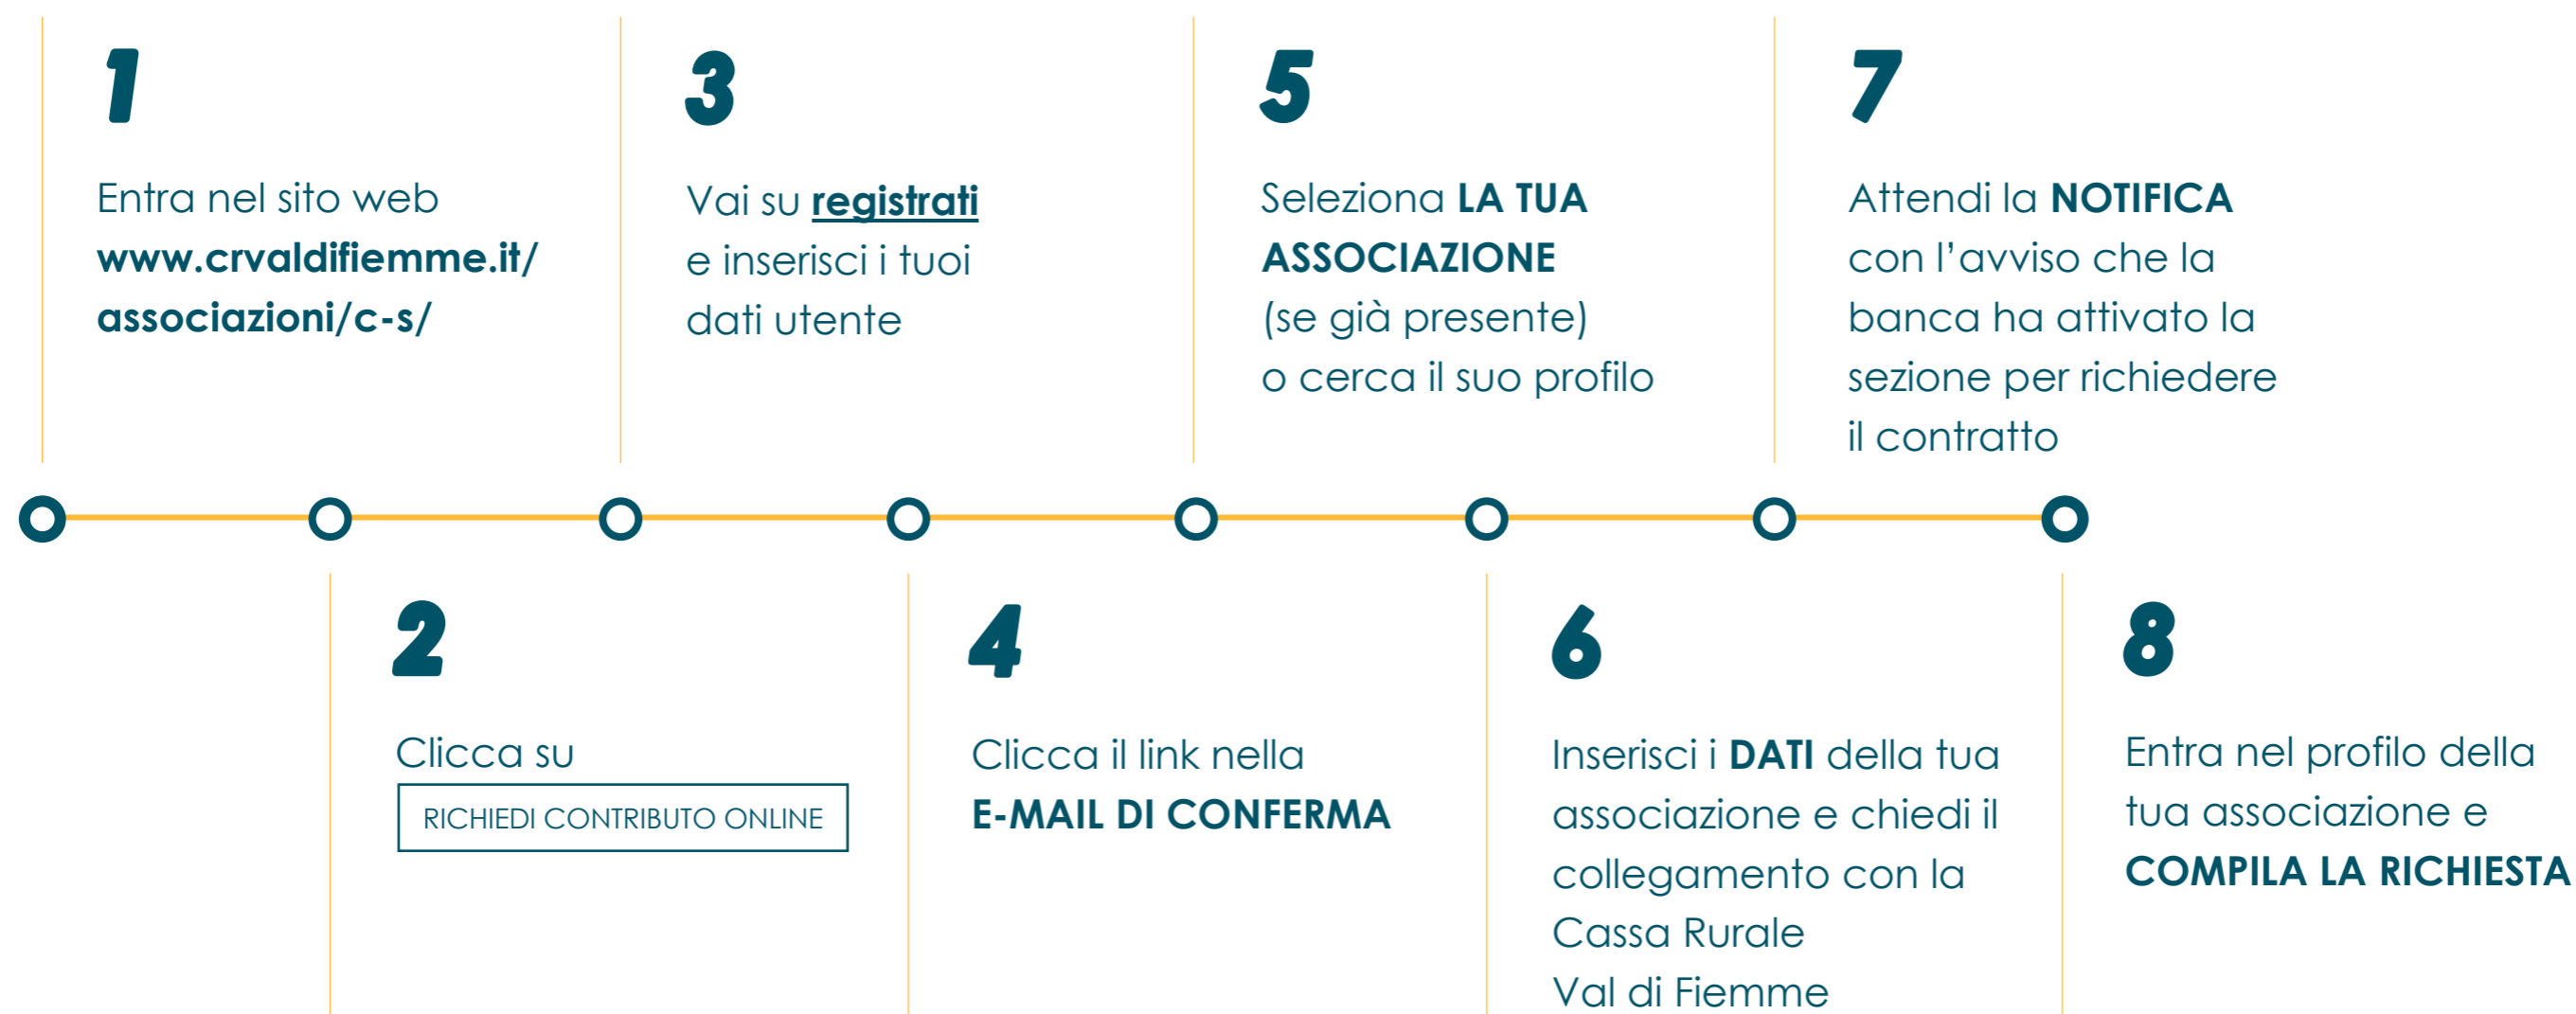 1
Entra nel sito web
www.crvaldifiemme.it/
associazioni/c-s/
2
Clicca su
RICHIEDI CONTRIBUTO ONLINE
3
Vai su registrati
e inserisci i tuoi
dati utente
4
Clicca il link nella
E-MAIL DI CONFERMA
5
Seleziona LA TUA
ASSOCIAZIONE
(se già presente)
o cerca il suo profilo
6
Inserisci i DATI della tua
associazione e chiedi il
collegamento con la
Cassa Rurale
Val di Fiemme
7
Attendi la NOTIFICA
con l’avviso che la
banca ha attivato la
sezione per richiedere
il contratto
8
Entra nel profilo della
tua associazione e
COMPILA LA RICHIESTA